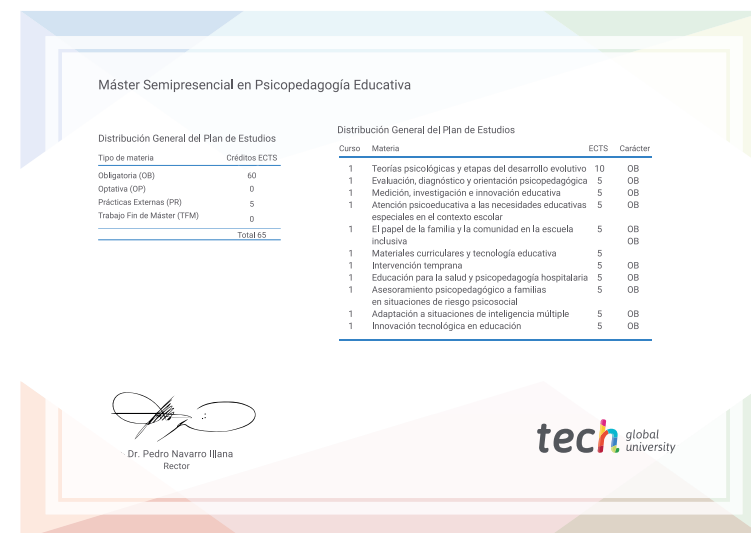 Máster Semipresencial en Psicopedagogía Educativa
Distribución General del Plan de Estudios
Tipo de materia Créditos ECTS
Obligatoria (OB) 60
Optativa (OP) 0
Prácticas Externas (PR) 5
Trabajo Fin de Máster (TFM) 0
Total 65
Distribución General del Plan de Estudios
Curso Materia ECTS Carácter
1 Teorías psicológicas y etapas del desarrollo evolutivo 10 OB
1 Evaluación, diagnóstico y orientación psicopedagógica 5 OB
1 Medición, investigación e innovación educativa 5 OB
1 Atención psicoeducativa a las necesidades educativas 5 OB
especiales en el contexto escolar
1 El papel de la familia y la comunidad en la escuela 5 OB
inclusiva OB
1 Materiales curriculares y tecnología educativa 5
1 Intervención temprana 5 OB
1 Educación para la salud y psicopedagogía hospitalaria 5 OB
1 Asesoramiento psicopedagógico a familias 5 OB
en situaciones de riesgo psicosocial
1 Adaptación a situaciones de inteligencia múltiple 5 OB
1 Innovación tecnológica en educación 5 OB
Dr. Pedro Navarro Illana
Rector
tech global
university